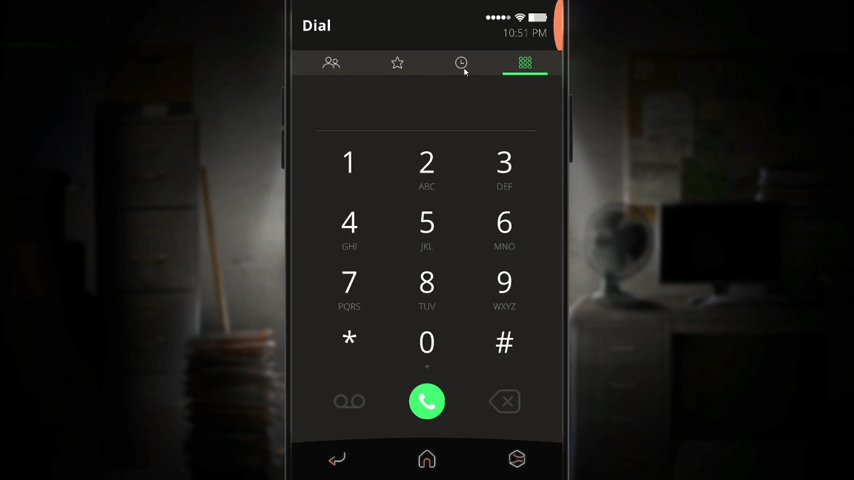 Dial
10:51 PM
1 2 3
ABC DEF
4 5 6
GHI JKL MNO
7 8 9
PQRS TUV WXYZ
* 0 #
+